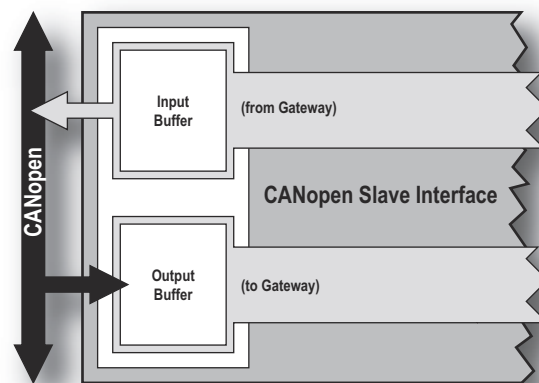 CANopen
Input
Buffer
(from Gateway)
CANopen Slave Interface
Output
Buffer
(to Gateway)